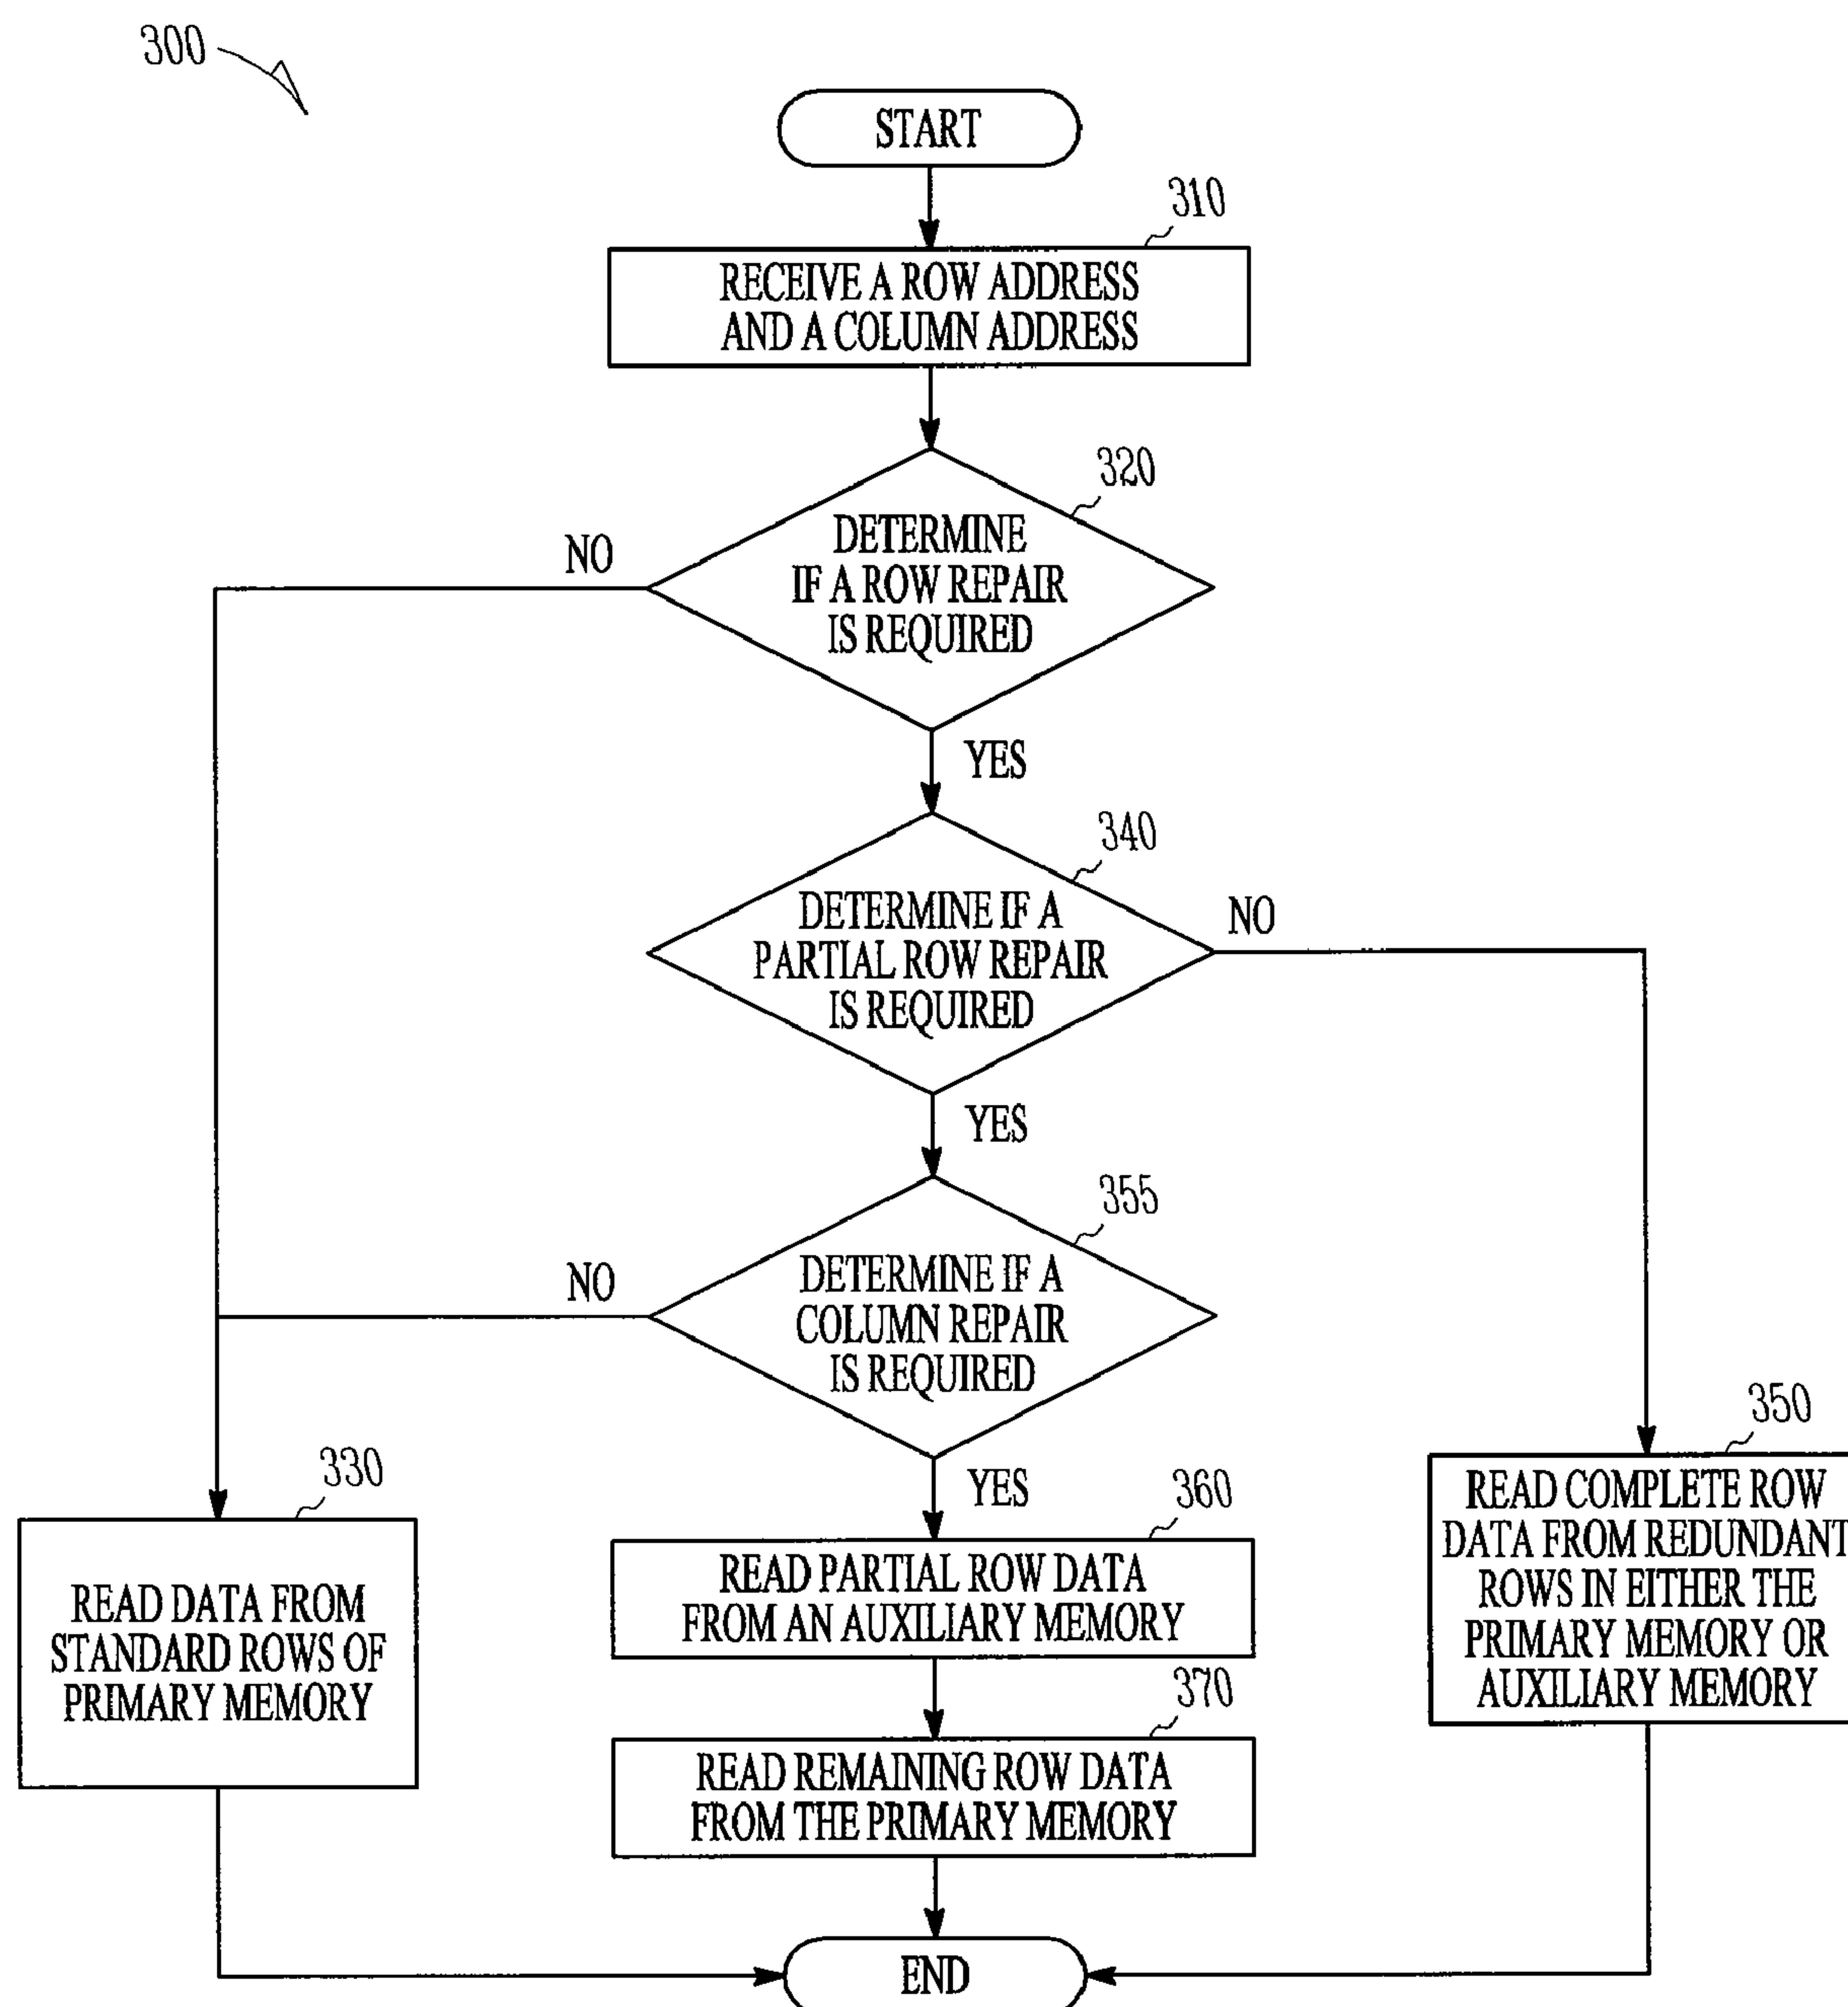 300
START
310
RECEIVE A ROW ADDRESS
AND A COLUMN ADDRESS
320
DETERMINE
IF A ROW REPAIR
IS REQUIRED
NO
YES
340
DETERMINE IF A
PARTIAL ROW REPAIR
IS REQUIRED
NO
YES
355
DETERMINE IF A
COLUMN REPAIR
IS REQUIRED
NO
YES
330
READ DATA FROM
STANDARD ROWS OF
PRIMARY MEMORY
360
READ PARTIAL ROW DATA
FROM AN AUXILIARY MEMORY
370
READ REMAINING ROW DATA
FROM THE PRIMARY MEMORY
350
READ COMPLETE ROW
DATA FROM REDUNDANT
ROWS IN EITHER THE
PRIMARY MEMORY OR
AUXILIARY MEMORY
END